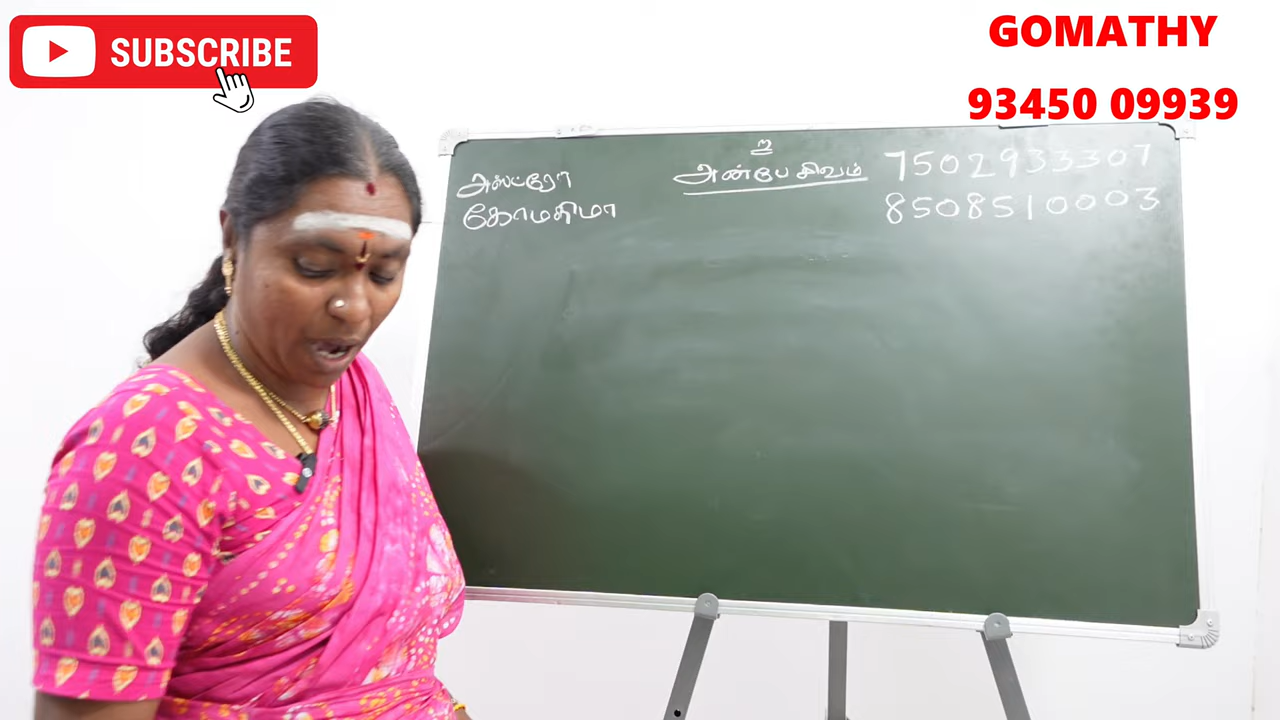 SUBSCRIBE
GOMATHY
93450 09939
உ
அஸ்ட்ரோ
கோமதிமா
அன்பே சிவம்
7502933307
8508510003